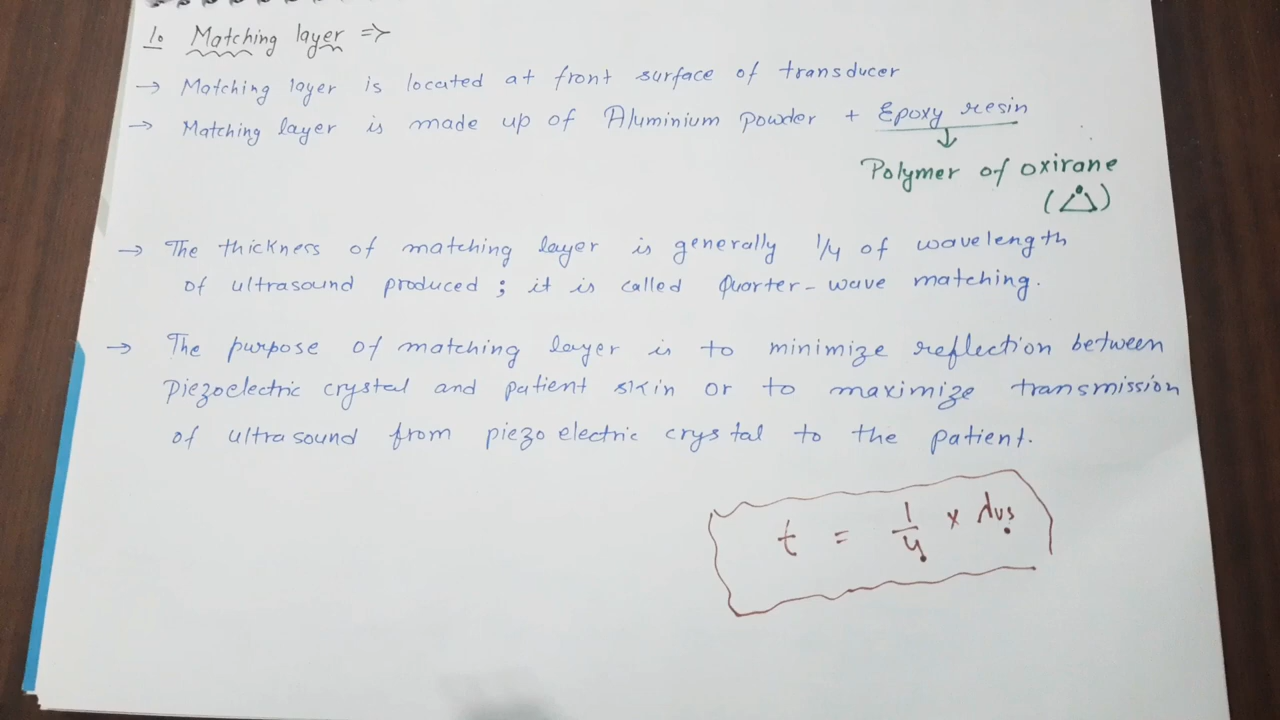 1. Matching layer ⇒
→ Matching layer is located at front surface of transducer
→ Matching layer is made up of Aluminium powder + Epoxy resin
Polymer of oxirane
(△)
→ The thickness of matching layer is generally 1/4 of wavelength
of ultrasound produced ; it is called Quarter-wave matching.
→ The purpose of matching layer is to minimize reflection between
piezoelectric crystal and patient skin or to maximize transmission
of ultrasound from piezoelectric crystal to the patient.
t = 1/4 × λus